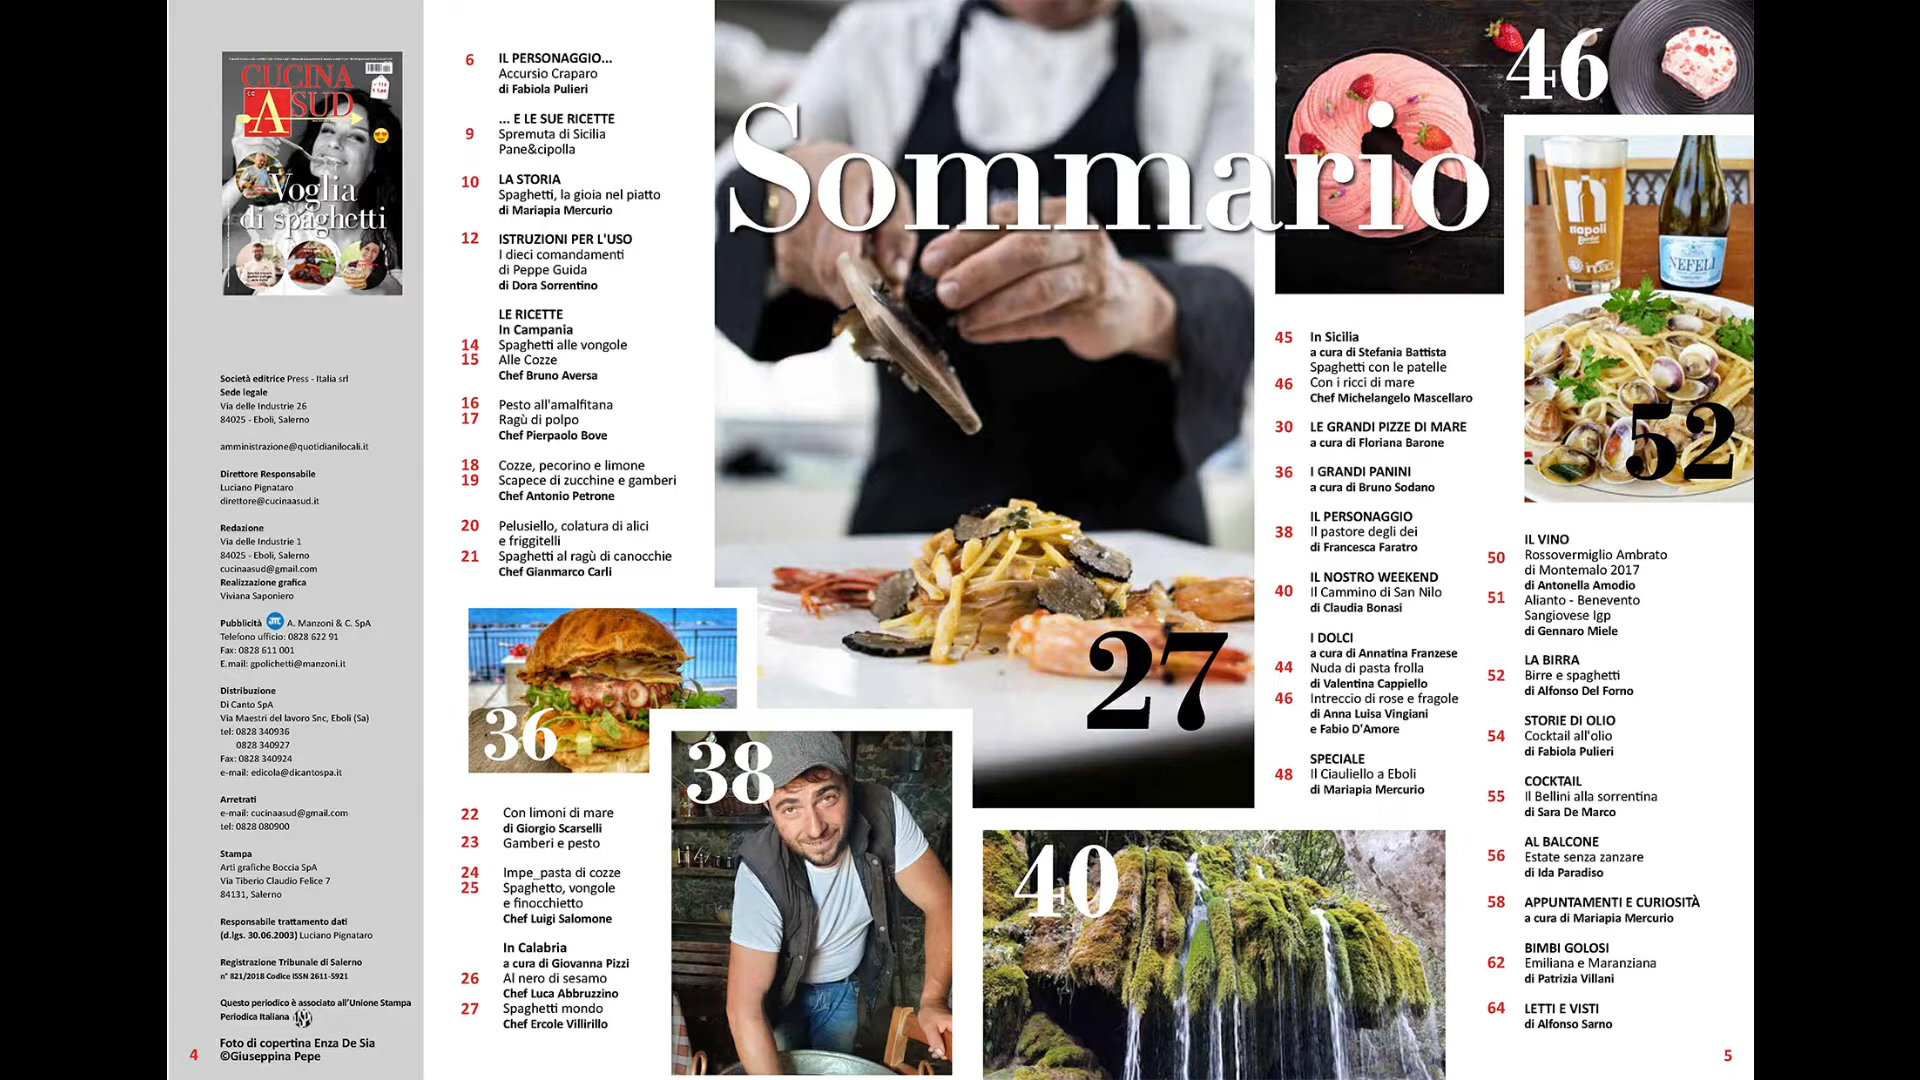 CUCINA
A SUD
Voglia
di spaghetti
Società editrice Press - Italia srl
Sede legale
Via delle Industrie 26
84025 - Eboli, Salerno
amministrazione@quotidianilocali.it
Direttore Responsabile
Luciano Pignataro
direttore@cucinaasud.it
Redazione
Via delle Industrie 1
84025 - Eboli, Salerno
cucinaasud@gmail.com
Realizzazione grafica
Viviana Saponiero
Pubblicità A. Manzoni & C. SpA
Telefono ufficio: 0828 622 91
Fax: 0828 611 001
E.mail: gpolichetti@manzoni.it
Distribuzione
Di Canto SpA
Via Maestri del lavoro Snc, Eboli (Sa)
tel: 0828 340936
0828 340927
Fax: 0828 340924
e-mail: edicola@dicantospa.it
Arretrati
e-mail: cucinaasud@gmail.com
tel: 0828 080900
Stampa
Arti grafiche Boccia SpA
Via Tiberio Claudio Felice 7
84131, Salerno
Responsabile trattamento dati
(d.lgs. 30.06.2003) Luciano Pignataro
Registrazione Tribunale di Salerno
n° 821/2018 Codice ISSN 2611-5921
Questo periodico è associato all'Unione Stampa
Periodica Italiana
Foto di copertina Enza De Sia
4 ©Giuseppina Pepe
Sommario
6 IL PERSONAGGIO...
Accursio Craparo
di Fabiola Pulieri
... E LE SUE RICETTE
9 Spremuta di Sicilia
Pane&cipolla
10 LA STORIA
Spaghetti, la gioia nel piatto
di Mariapia Mercurio
12 ISTRUZIONI PER L'USO
I dieci comandamenti
di Peppe Guida
di Dora Sorrentino
LE RICETTE
In Campania
14 Spaghetti alle vongole
15 Alle Cozze
Chef Bruno Aversa
16 Pesto all'amalfitana
17 Ragù di polpo
Chef Pierpaolo Bove
18 Cozze, pecorino e limone
19 Scapece di zucchine e gamberi
Chef Antonio Petrone
20 Pelusiello, colatura di alici
e friggitelli
21 Spaghetti al ragù di canocchie
Chef Gianmarco Carli
36
38
22 Con limoni di mare
di Giorgio Scarselli
23 Gamberi e pesto
24 Impe_pasta di cozze
25 Spaghetto, vongole
e finocchietto
Chef Luigi Salomone
In Calabria
a cura di Giovanna Pizzi
26 Al nero di sesamo
Chef Luca Abbruzzino
27 Spaghetti mondo
Chef Ercole Villirillo
27
40
46
45 In Sicilia
a cura di Stefania Battista
Spaghetti con le patelle
46 Con i ricci di mare
Chef Michelangelo Mascellaro
30 LE GRANDI PIZZE DI MARE
a cura di Floriana Barone
36 I GRANDI PANINI
a cura di Bruno Sodano
IL PERSONAGGIO
38 Il pastore degli dei
di Francesca Faratro
IL NOSTRO WEEKEND
40 Il Cammino di San Nilo
di Claudia Bonasi
I DOLCI
a cura di Annatina Franzese
44 Nuda di pasta frolla
di Valentina Cappiello
46 Intreccio di rose e fragole
di Anna Luisa Vingiani
e Fabio D'Amore
SPECIALE
48 Il Ciauliello a Eboli
di Mariapia Mercurio
n
napoli
inpact
NEFELI
52
IL VINO
50 Rossovermiglio Ambrato
di Montemalo 2017
di Antonella Amodio
51 Alianto - Benevento
Sangiovese Igp
di Gennaro Miele
LA BIRRA
52 Birre e spaghetti
di Alfonso Del Forno
STORIE DI OLIO
54 Cocktail all'olio
di Fabiola Pulieri
COCKTAIL
55 Il Bellini alla sorrentina
di Sara De Marco
AL BALCONE
56 Estate senza zanzare
di Ida Paradiso
58 APPUNTAMENTI E CURIOSITÀ
a cura di Mariapia Mercurio
BIMBI GOLOSI
62 Emiliana e Maranziana
di Patrizia Villani
64 LETTI E VISTI
di Alfonso Sarno
5